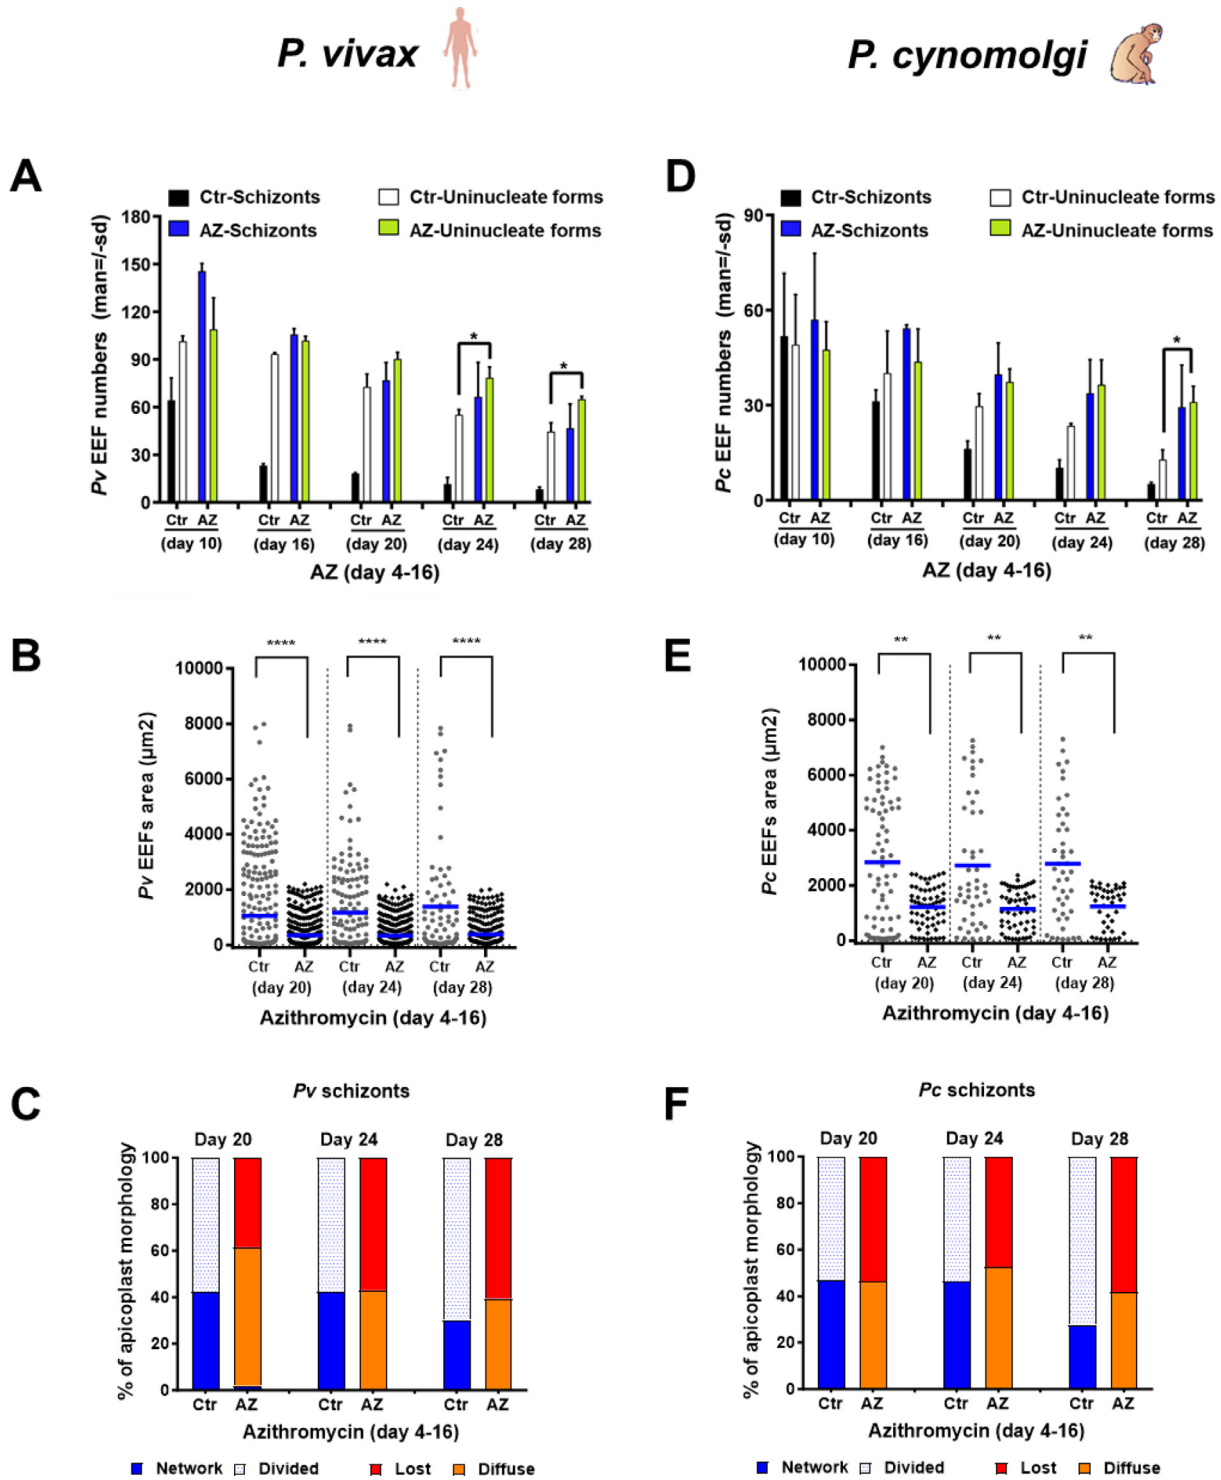 P. vivax
P. cynomolgi
A
Ctr-Schizonts
Ctr-Uninucleate forms
AZ-Schizonts
AZ-Uninucleate forms
Pv EEF numbers (man=/-sd)
180
150
120
90
60
30
0
*
*
Ctr AZ Ctr AZ Ctr AZ Ctr AZ Ctr AZ
(day 10) (day 16) (day 20) (day 24) (day 28)
AZ (day 4-16)
D
Ctr-Schizonts
Ctr-Uninucleate forms
AZ-Schizonts
AZ-Uninucleate forms
Pc EEF numbers (man=/-sd)
90
60
30
0
*
Ctr AZ Ctr AZ Ctr AZ Ctr AZ Ctr AZ
(day 10) (day 16) (day 20) (day 24) (day 28)
AZ (day 4-16)
B
**** **** ****
Pv EEFs area (µm2)
10000
8000
6000
4000
2000
0
Ctr AZ Ctr AZ Ctr AZ
(day 20) (day 24) (day 28)
Azithromycin (day 4-16)
E
** ** **
Pc EEFs area (µm2)
10000
8000
6000
4000
2000
0
Ctr AZ Ctr AZ Ctr AZ
(day 20) (day 24) (day 28)
Azithromycin (day 4-16)
C
Pv schizonts
Day 20 Day 24 Day 28
% of apicoplast morphology
100
80
60
40
20
0
Ctr AZ Ctr AZ Ctr AZ
Azithromycin (day 4-16)
Network Divided Lost Diffuse
F
Pc schizonts
Day 20 Day 24 Day 28
% of apicoplast morphology
100
80
60
40
20
0
Ctr AZ Ctr AZ Ctr AZ
Azithromycin (day 4-16)
Network Divided Lost Diffuse